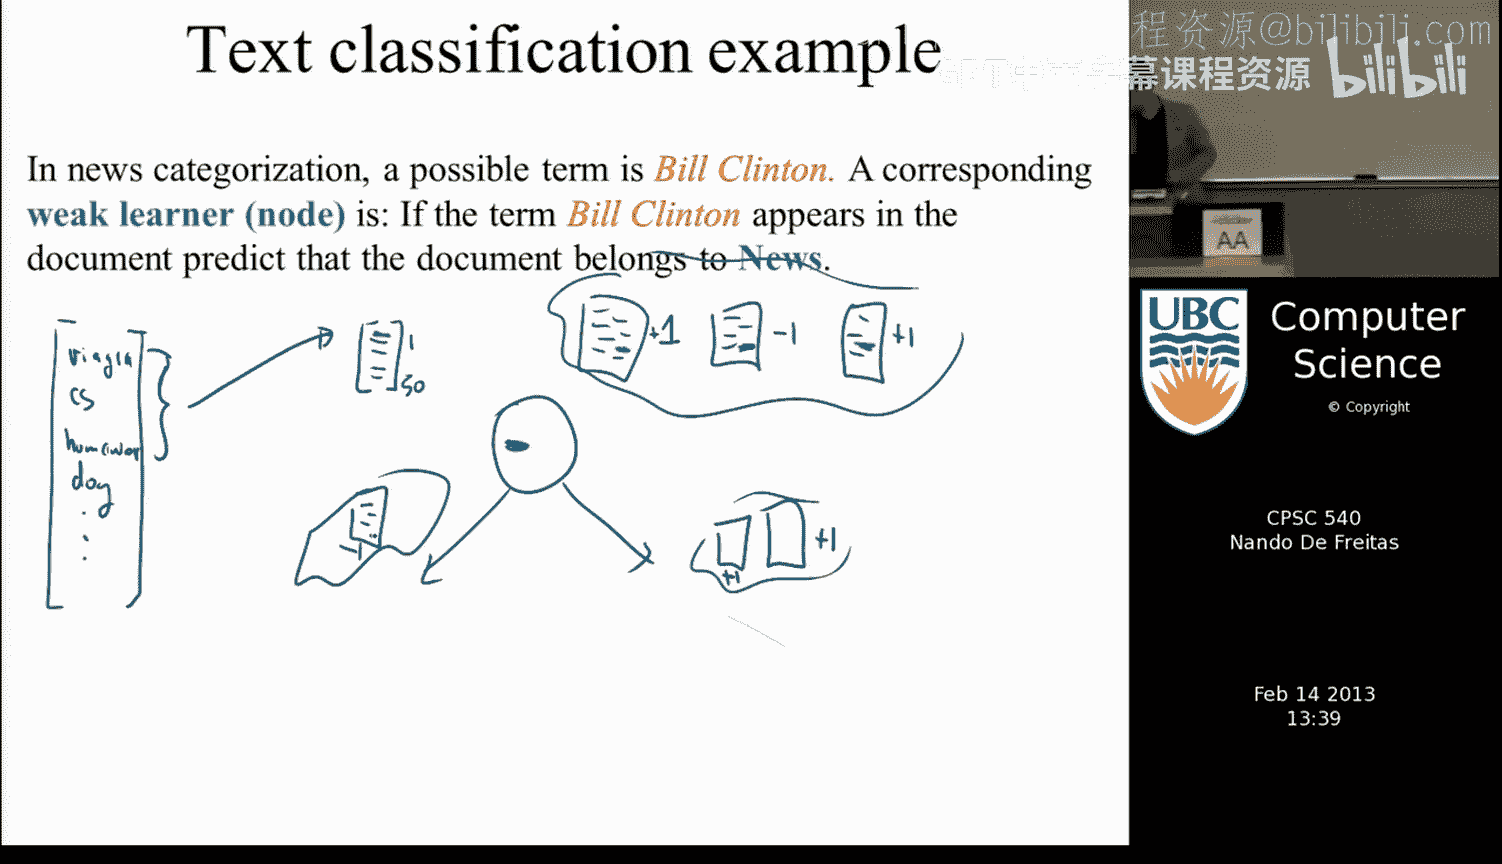 Text classification example
程资源@bilibili.com
幕课程资源 bilibili
In news categorization, a possible term is Bill Clinton. A corresponding
weak learner (node) is: If the term Bill Clinton appears in the
document predict that the document belongs to News.
viagra
cs
dog
1
50
+1
-1
+1
-1
+1
+1
AA
UBC
Computer
Science
© Copyright
CPSC 540
Nando De Freitas
Feb 14 2013
13:39